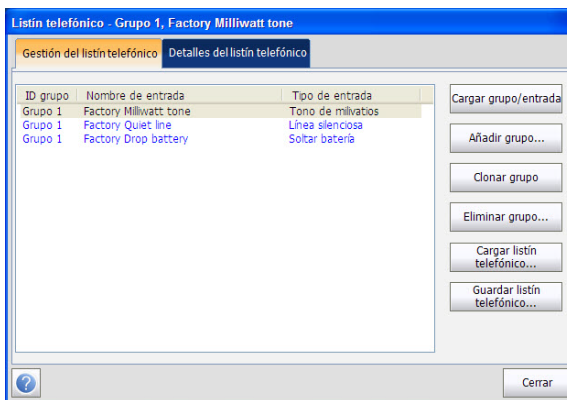 Listín telefónico - Grupo 1, Factory Milliwatt tone
Gestión del listín telefónico Detalles del listín telefónico
ID grupo Nombre de entrada Tipo de entrada
Grupo 1 Factory Milliwatt tone Tono de milivatios
Grupo 1 Factory Quiet line Línea silenciosa
Grupo 1 Factory Drop battery Soltar batería
Cargar grupo/entrada
Añadir grupo...
Clonar grupo
Eliminar grupo...
Cargar listín
telefónico...
Guardar listín
telefónico...
?
Cerrar